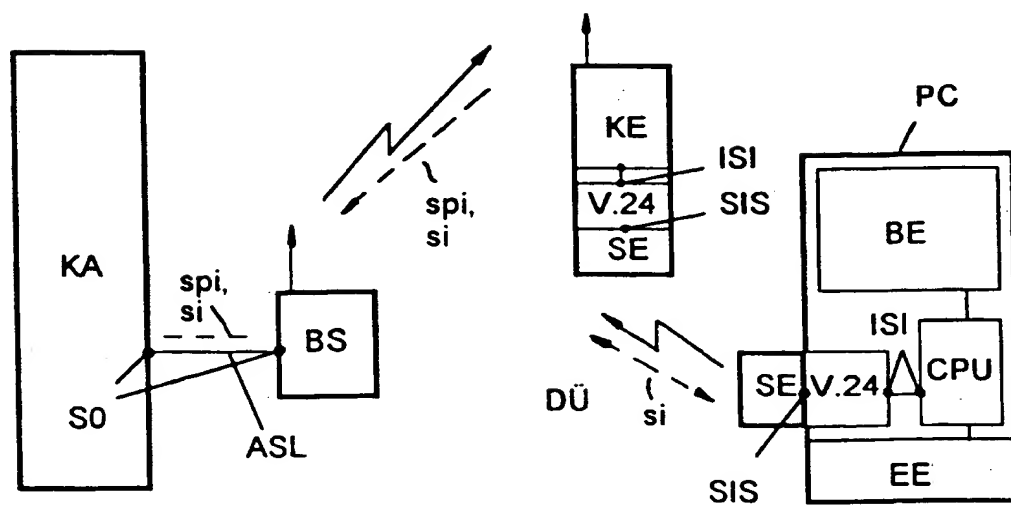 KA
spi,
si
S0
ASL
BS
spi,
si
KE
ISI
V.24
SIS
SE
DÜ
si
PC
BE
ISI
CPU
SE
V.24
SIS
EE